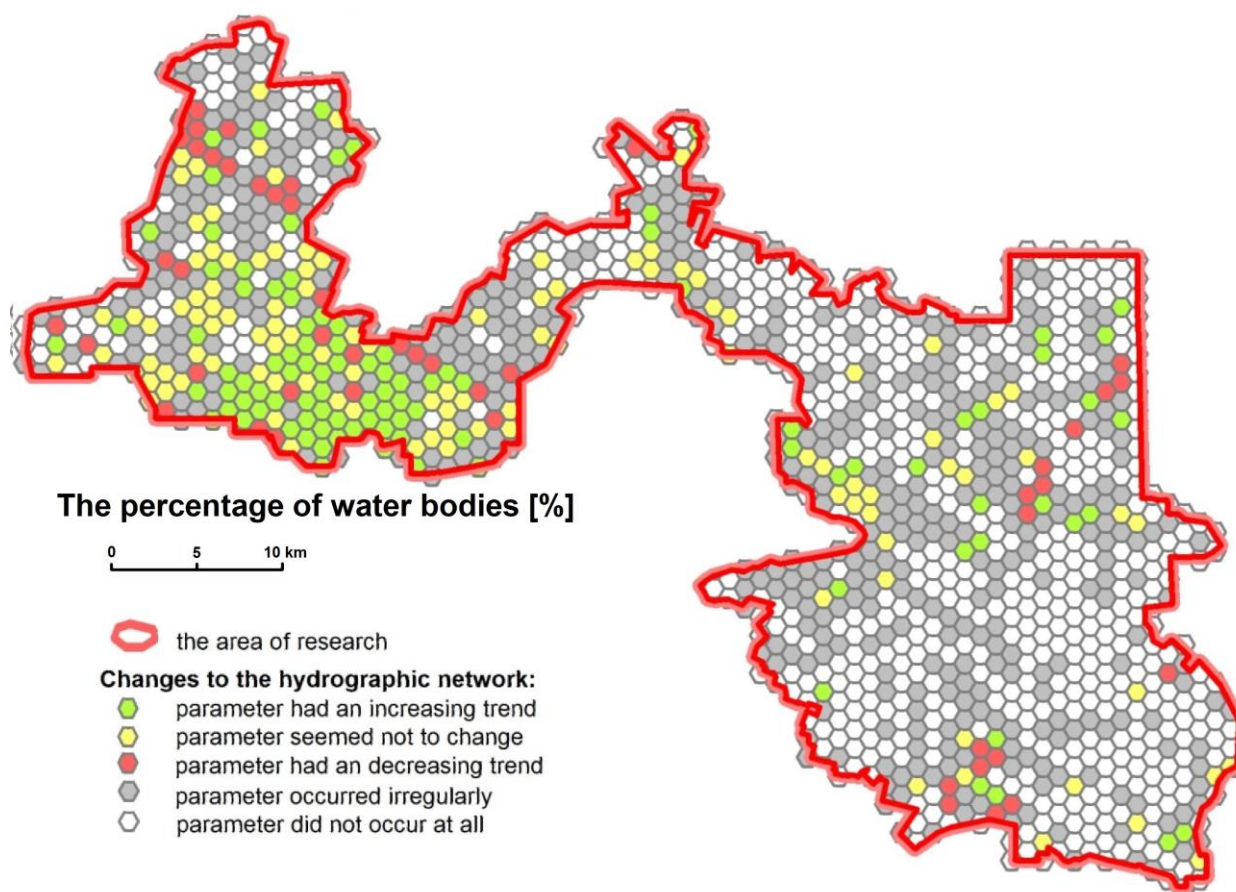 The percentage of water bodies [%]
0 5 10 km
the area of research
Changes to the hydrographic network:
parameter had an increasing trend
parameter seemed not to change
parameter had an decreasing trend
parameter occurred irregularly
parameter did not occur at all